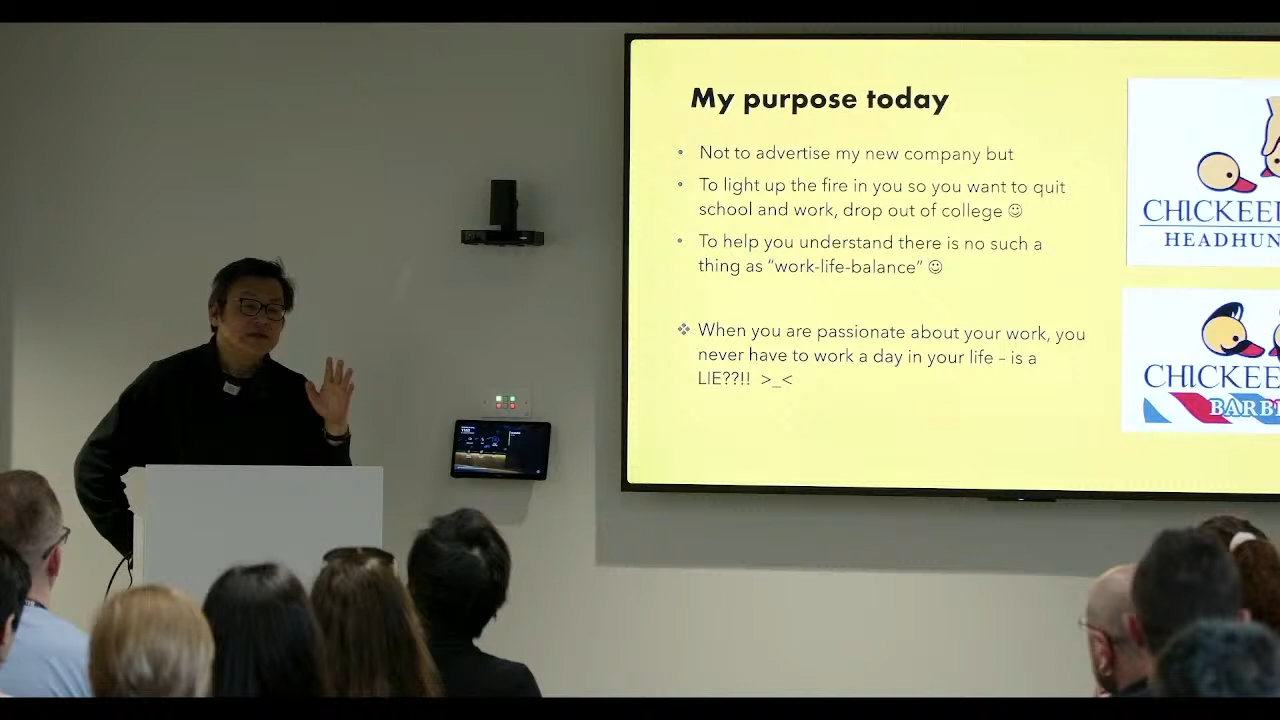 My purpose today
• Not to advertise my new company but
• To light up the fire in you so you want to quit
school and work, drop out of college ☺
• To help you understand there is no such a
thing as “work-life-balance” ☺
❖ When you are passionate about your work, you
never have to work a day in your life – is a
LIE??!! >_<